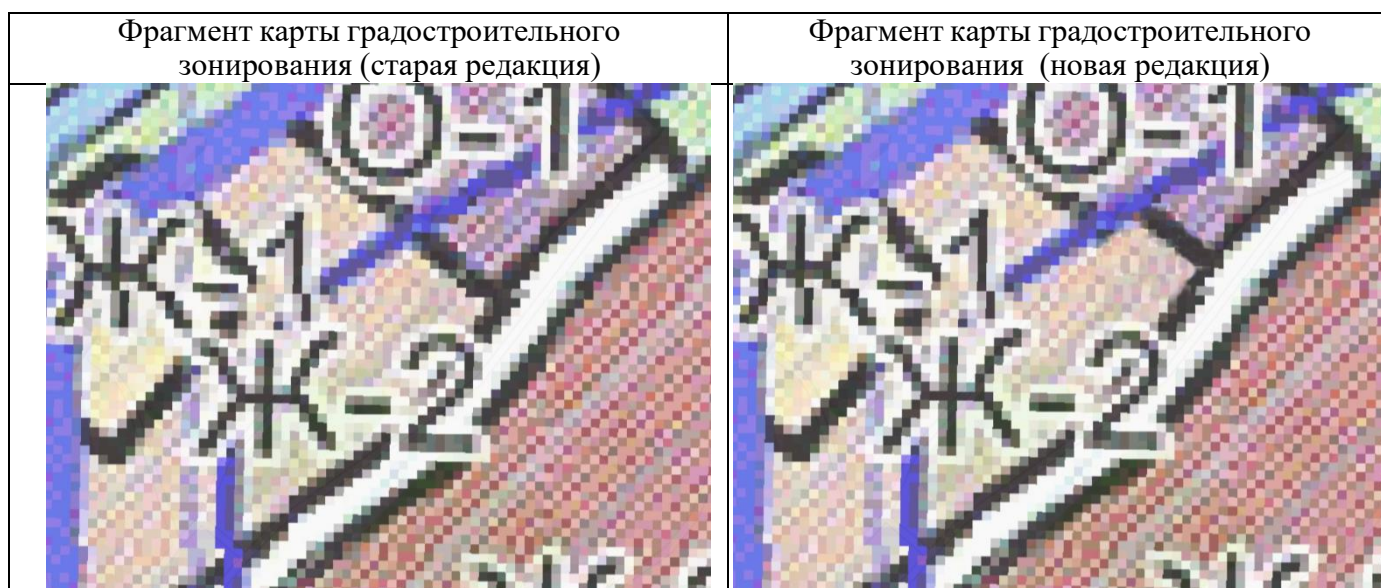 Фрагмент карты градостроительного
зонирования (старая редакция)
Фрагмент карты градостроительного
зонирования (новая редакция)
О-1
Ж-1
Ж-2
О-1
Ж-1
Ж-2